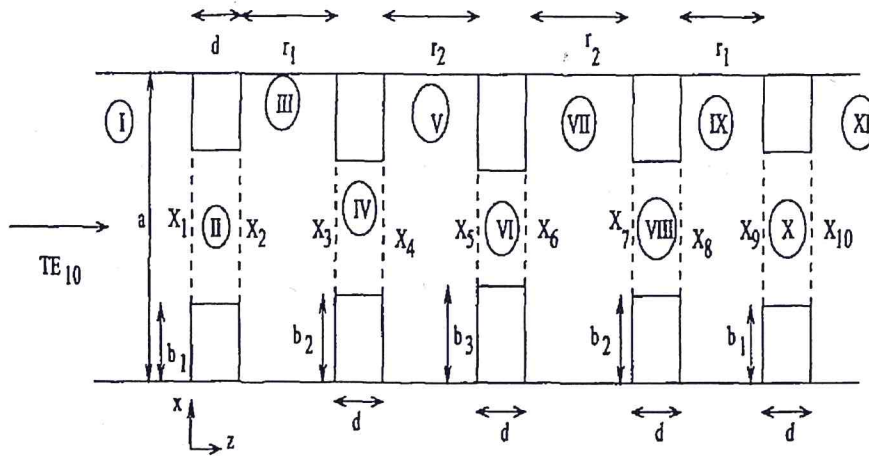 d r₁ r₂ r₂ r₁
I III V VII IX XI
a X₁ II X₂ X₃ IV X₄ X₅ VI X₆ X₇ VIII X₈ X₉ X X₁₀
TE₁₀
b₁ b₂ b₃ b₂ b₁
x
z d d d d